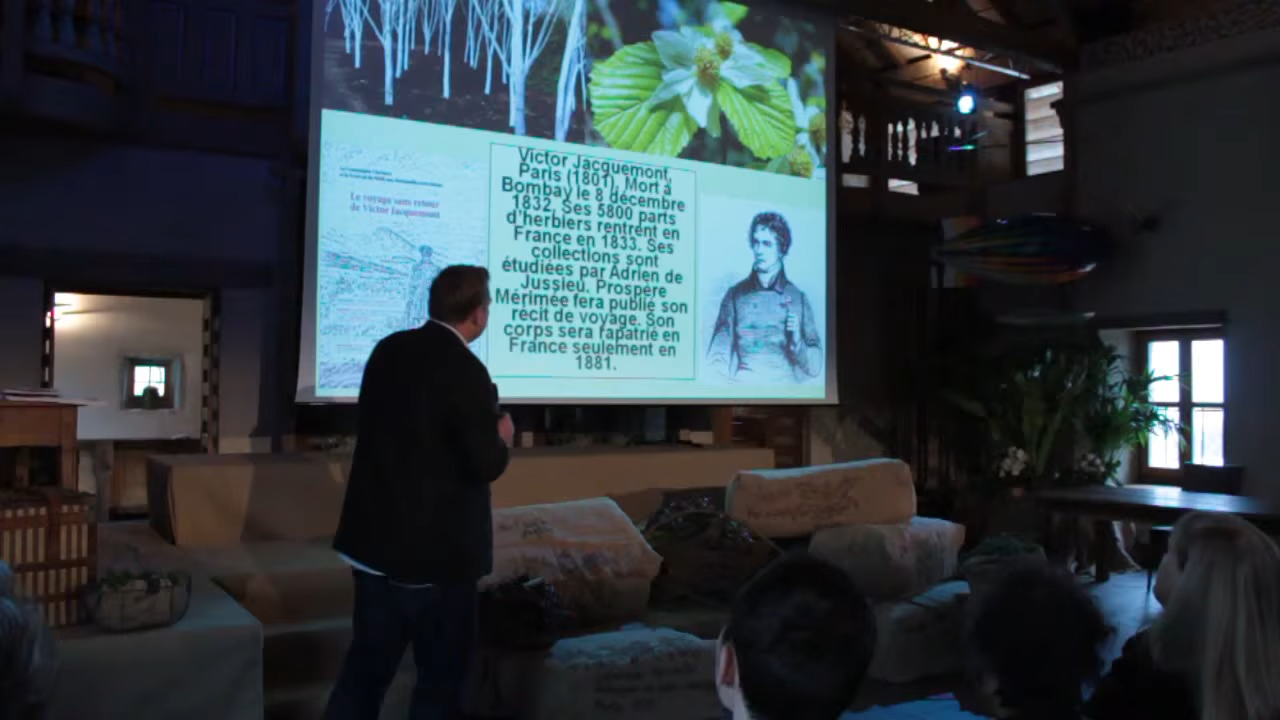 Le voyage sans retour
de Victor Jacquemont
Victor Jacquemont,
Paris (1801), Mort à
Bombay le 8 décembre
1832. Ses 5800 parts
d'herbiers rentrent en
France en 1833. Ses
collections sont
étudiées par Adrien de
Jussieu. Prospère
Mérimée fera publié son
récit de voyage. Son
corps sera rapatrié en
France seulement en
1881.